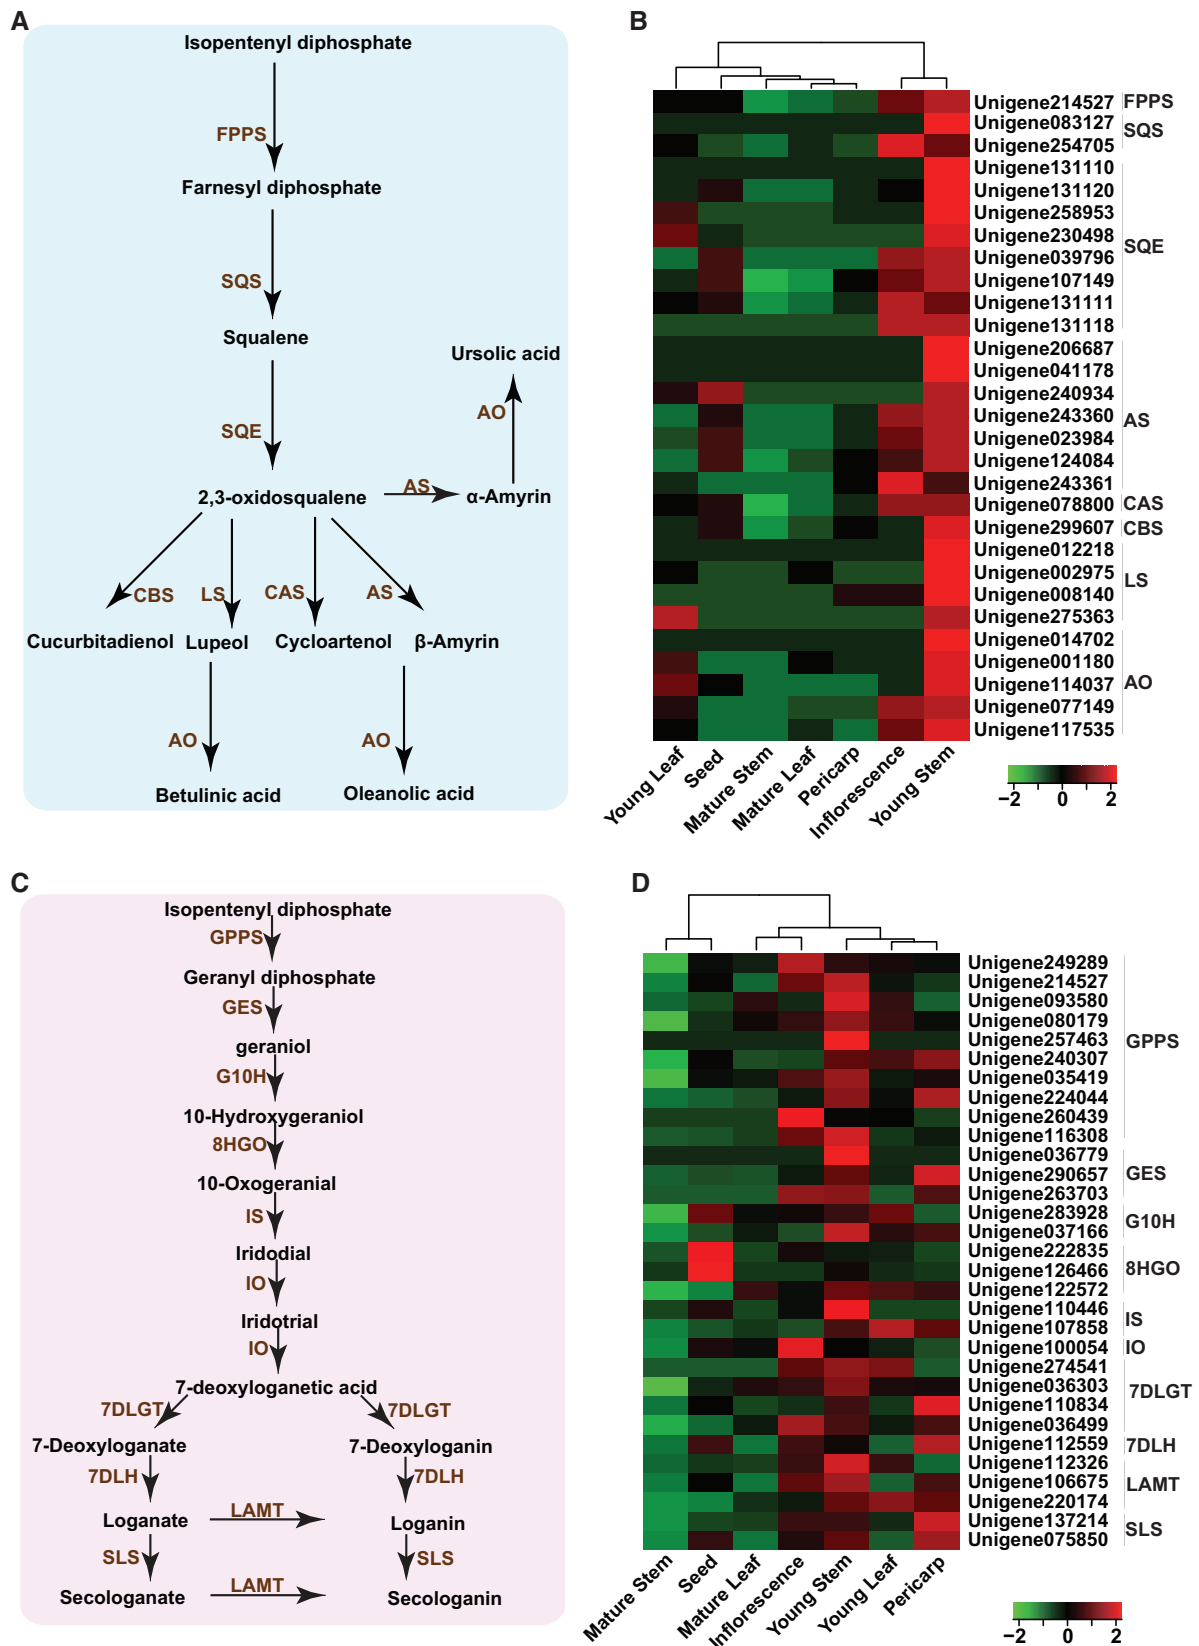 A
Isopentenyl diphosphate
FPPS
Farnesyl diphosphate
SQS
Squalene
Ursolic acid
AO
SQE
2,3-oxidosqualene
AS
α-Amyrin
CBS
LS
CAS
AS
Cucurbitadienol
Lupeol
Cycloartenol
β-Amyrin
AO
AO
Betulinic acid
Oleanolic acid
B
Unigene214527
Unigene083127
Unigene254705
Unigene131110
Unigene131120
Unigene258953
Unigene230498
Unigene039796
Unigene107149
Unigene131111
Unigene131118
Unigene206687
Unigene041178
Unigene240934
Unigene243360
Unigene023984
Unigene124084
Unigene243361
Unigene078800
Unigene299607
Unigene012218
Unigene002975
Unigene008140
Unigene275363
Unigene014702
Unigene001180
Unigene114037
Unigene077149
Unigene117535
FPPS
SQS
SQE
AS
CAS
CBS
LS
AO
Young Leaf
Seed
Mature Stem
Mature Leaf
Pericarp
Inflorescence
Young Stem
−2 0 2
C
Isopentenyl diphosphate
GPPS
Geranyl diphosphate
GES
geraniol
G10H
10-Hydroxygeraniol
8HGO
10-Oxogeranial
IS
Iridodial
IO
Iridotrial
IO
7-deoxyloganetic acid
7DLGT
7DLGT
7-Deoxyloganate
7-Deoxyloganin
7DLH
7DLH
Loganate
LAMT
Loganin
SLS
SLS
Secologanate
LAMT
Secologanin
D
Unigene249289
Unigene214527
Unigene093580
Unigene080179
Unigene257463
Unigene240307
Unigene035419
Unigene224044
Unigene260439
Unigene116308
Unigene036779
Unigene290657
Unigene263703
Unigene283928
Unigene037166
Unigene222835
Unigene126466
Unigene122572
Unigene110446
Unigene107858
Unigene100054
Unigene274541
Unigene036303
Unigene110834
Unigene036499
Unigene112559
Unigene112326
Unigene106675
Unigene220174
Unigene137214
Unigene075850
GPPS
GES
G10H
8HGO
IS
IO
7DLGT
7DLH
LAMT
SLS
Mature Stem
Seed
Mature Leaf
Inflorescence
Young Stem
Young Leaf
Pericarp
−2 0 2